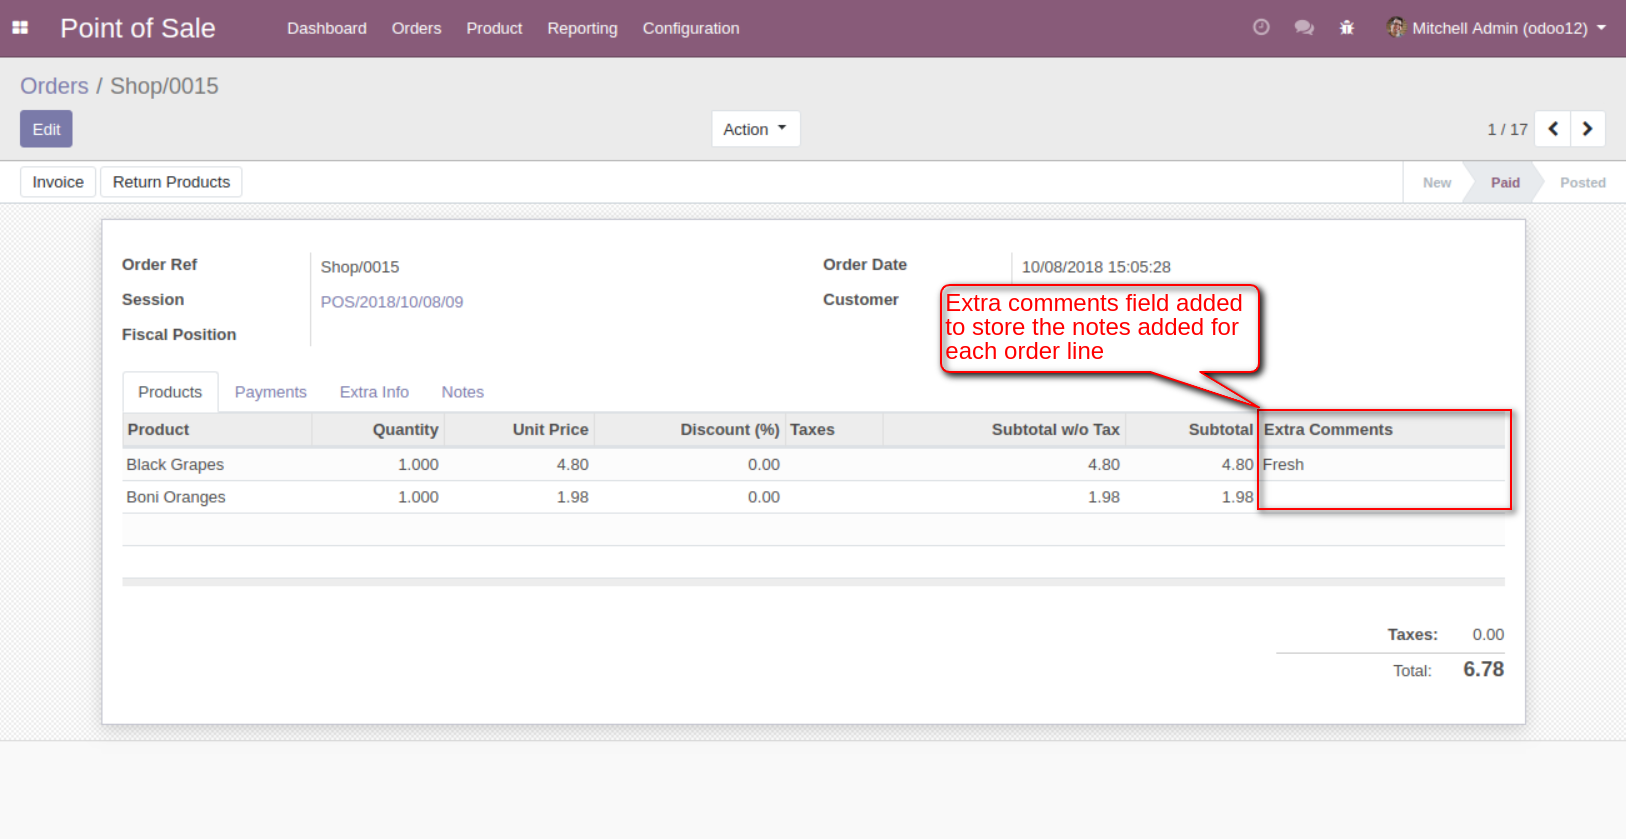 Point of Sale Dashboard Orders Product Reporting Configuration Mitchell Admin (odoo12)
Orders / Shop/0015
Edit Action 1 / 17
Invoice Return Products New Paid Posted
Order Ref Shop/0015 Order Date 10/08/2018 15:05:28
Session POS/2018/10/08/09 Customer
Fiscal Position
Extra comments field added
to store the notes added for
each order line
Products Payments Extra Info Notes
Product Quantity Unit Price Discount (%) Taxes Subtotal w/o Tax Subtotal Extra Comments
Black Grapes 1.000 4.80 0.00 4.80 4.80 Fresh
Boni Oranges 1.000 1.98 0.00 1.98 1.98
Taxes: 0.00
Total: 6.78